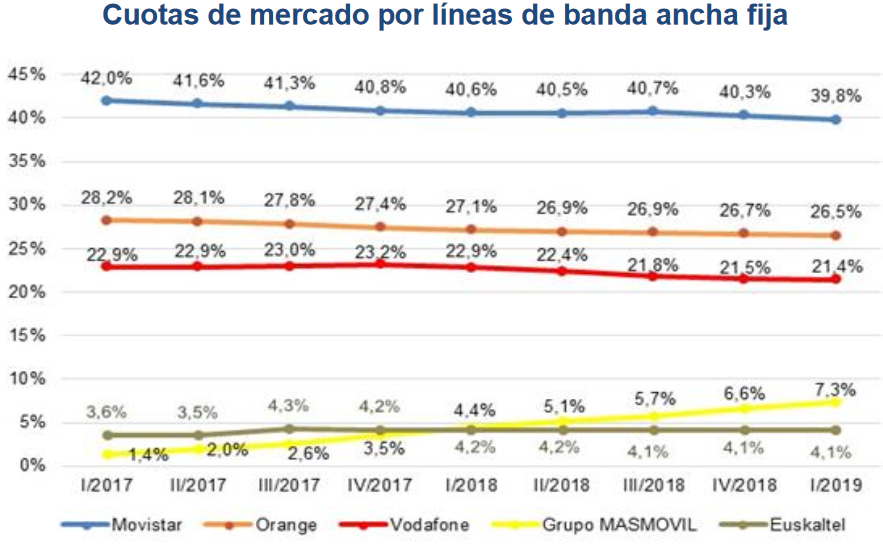 Cuotas de mercado por líneas de banda ancha fija
45%
42,0% 41,6% 41,3% 40,8% 40,6% 40,5% 40,7% 40,3% 39,8%
40%
35%
30%
28,2% 28,1% 27,8% 27,4% 27,1% 26,9% 26,9% 26,7% 26,5%
25%
22,9% 22,9% 23,0% 23,2% 22,9% 22,4% 21,8% 21,5% 21,4%
20%
15%
10%
3,6% 3,5% 4,3% 4,2% 4,4% 5,1% 5,7% 6,6% 7,3%
5%
1,4% 2,0% 2,6% 3,5% 4,2% 4,2% 4,1% 4,1% 4,1%
0%
I/2017 II/2017 III/2017 IV/2017 I/2018 II/2018 III/2018 IV/2018 I/2019
Movistar Orange Vodafone Grupo MASMOVIL Euskaltel